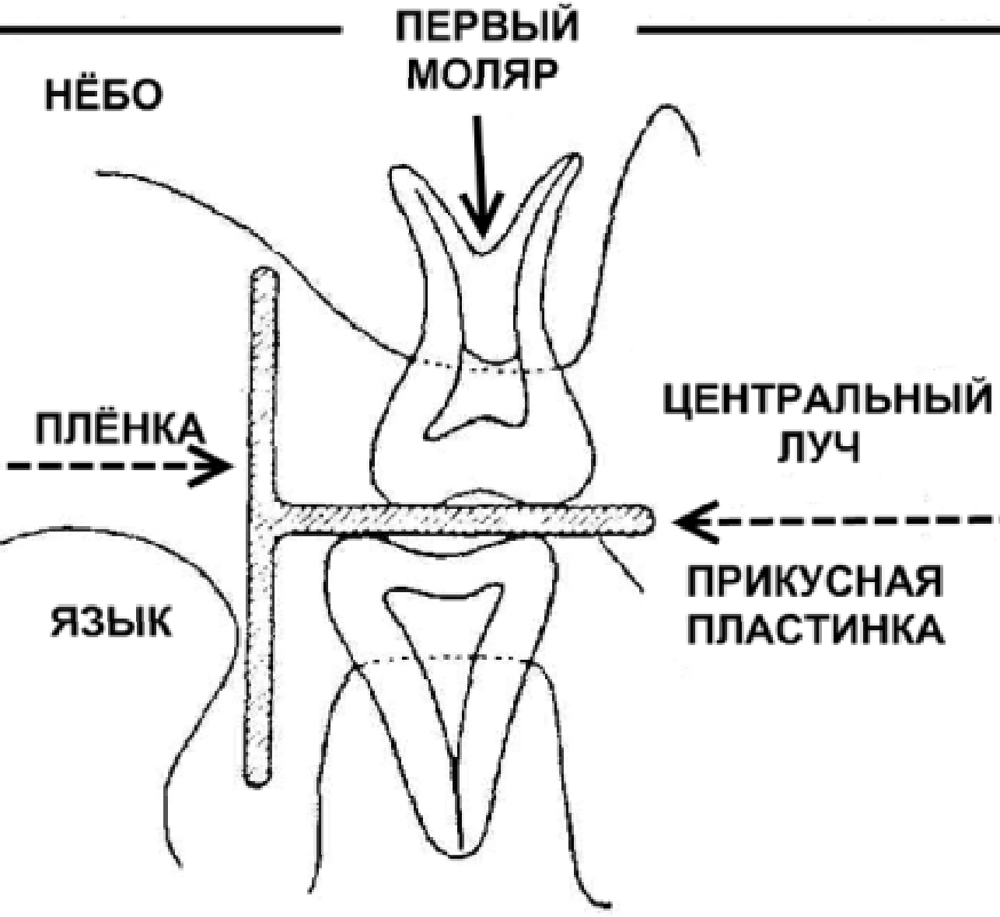 ПЕРВЫЙ
МОЛЯР
НЁБО
ЦЕНТРАЛЬНЫЙ
ЛУЧ
ПЛЁНКА
ПРИКУСНАЯ
ПЛАСТИНКА
ЯЗЫК